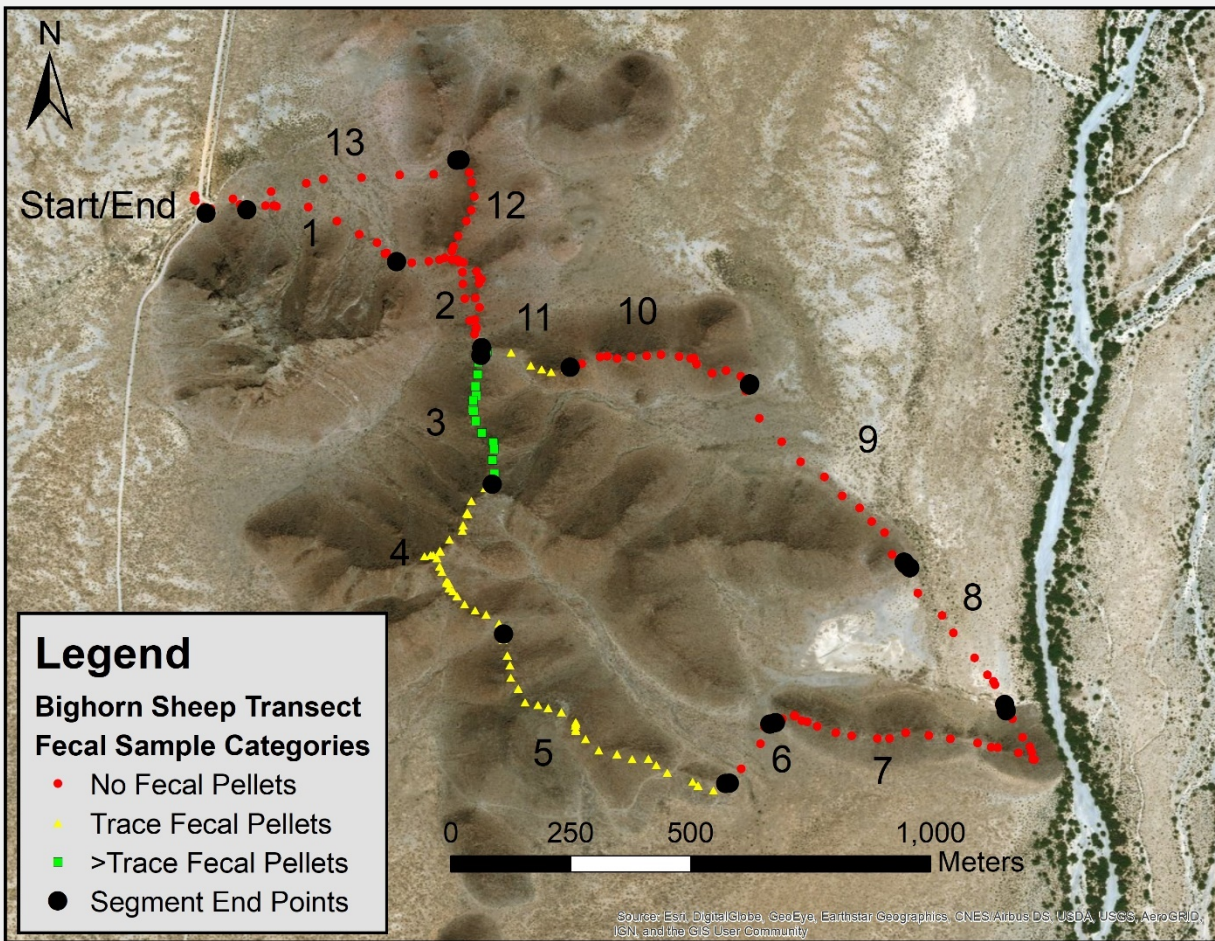 N
13
Start/End
12
1
2
11
10
3
9
4
8
5
6
7
Legend
Bighorn Sheep Transect
Fecal Sample Categories
No Fecal Pellets
Trace Fecal Pellets
>Trace Fecal Pellets
Segment End Points
0 250 500 1,000
Meters
Source: Esri, DigitalGlobe, GeoEye, Earthstar Geographics, CNES/Airbus DS, USDA, USGS, AeroGRID,
IGN, and the GIS User Community